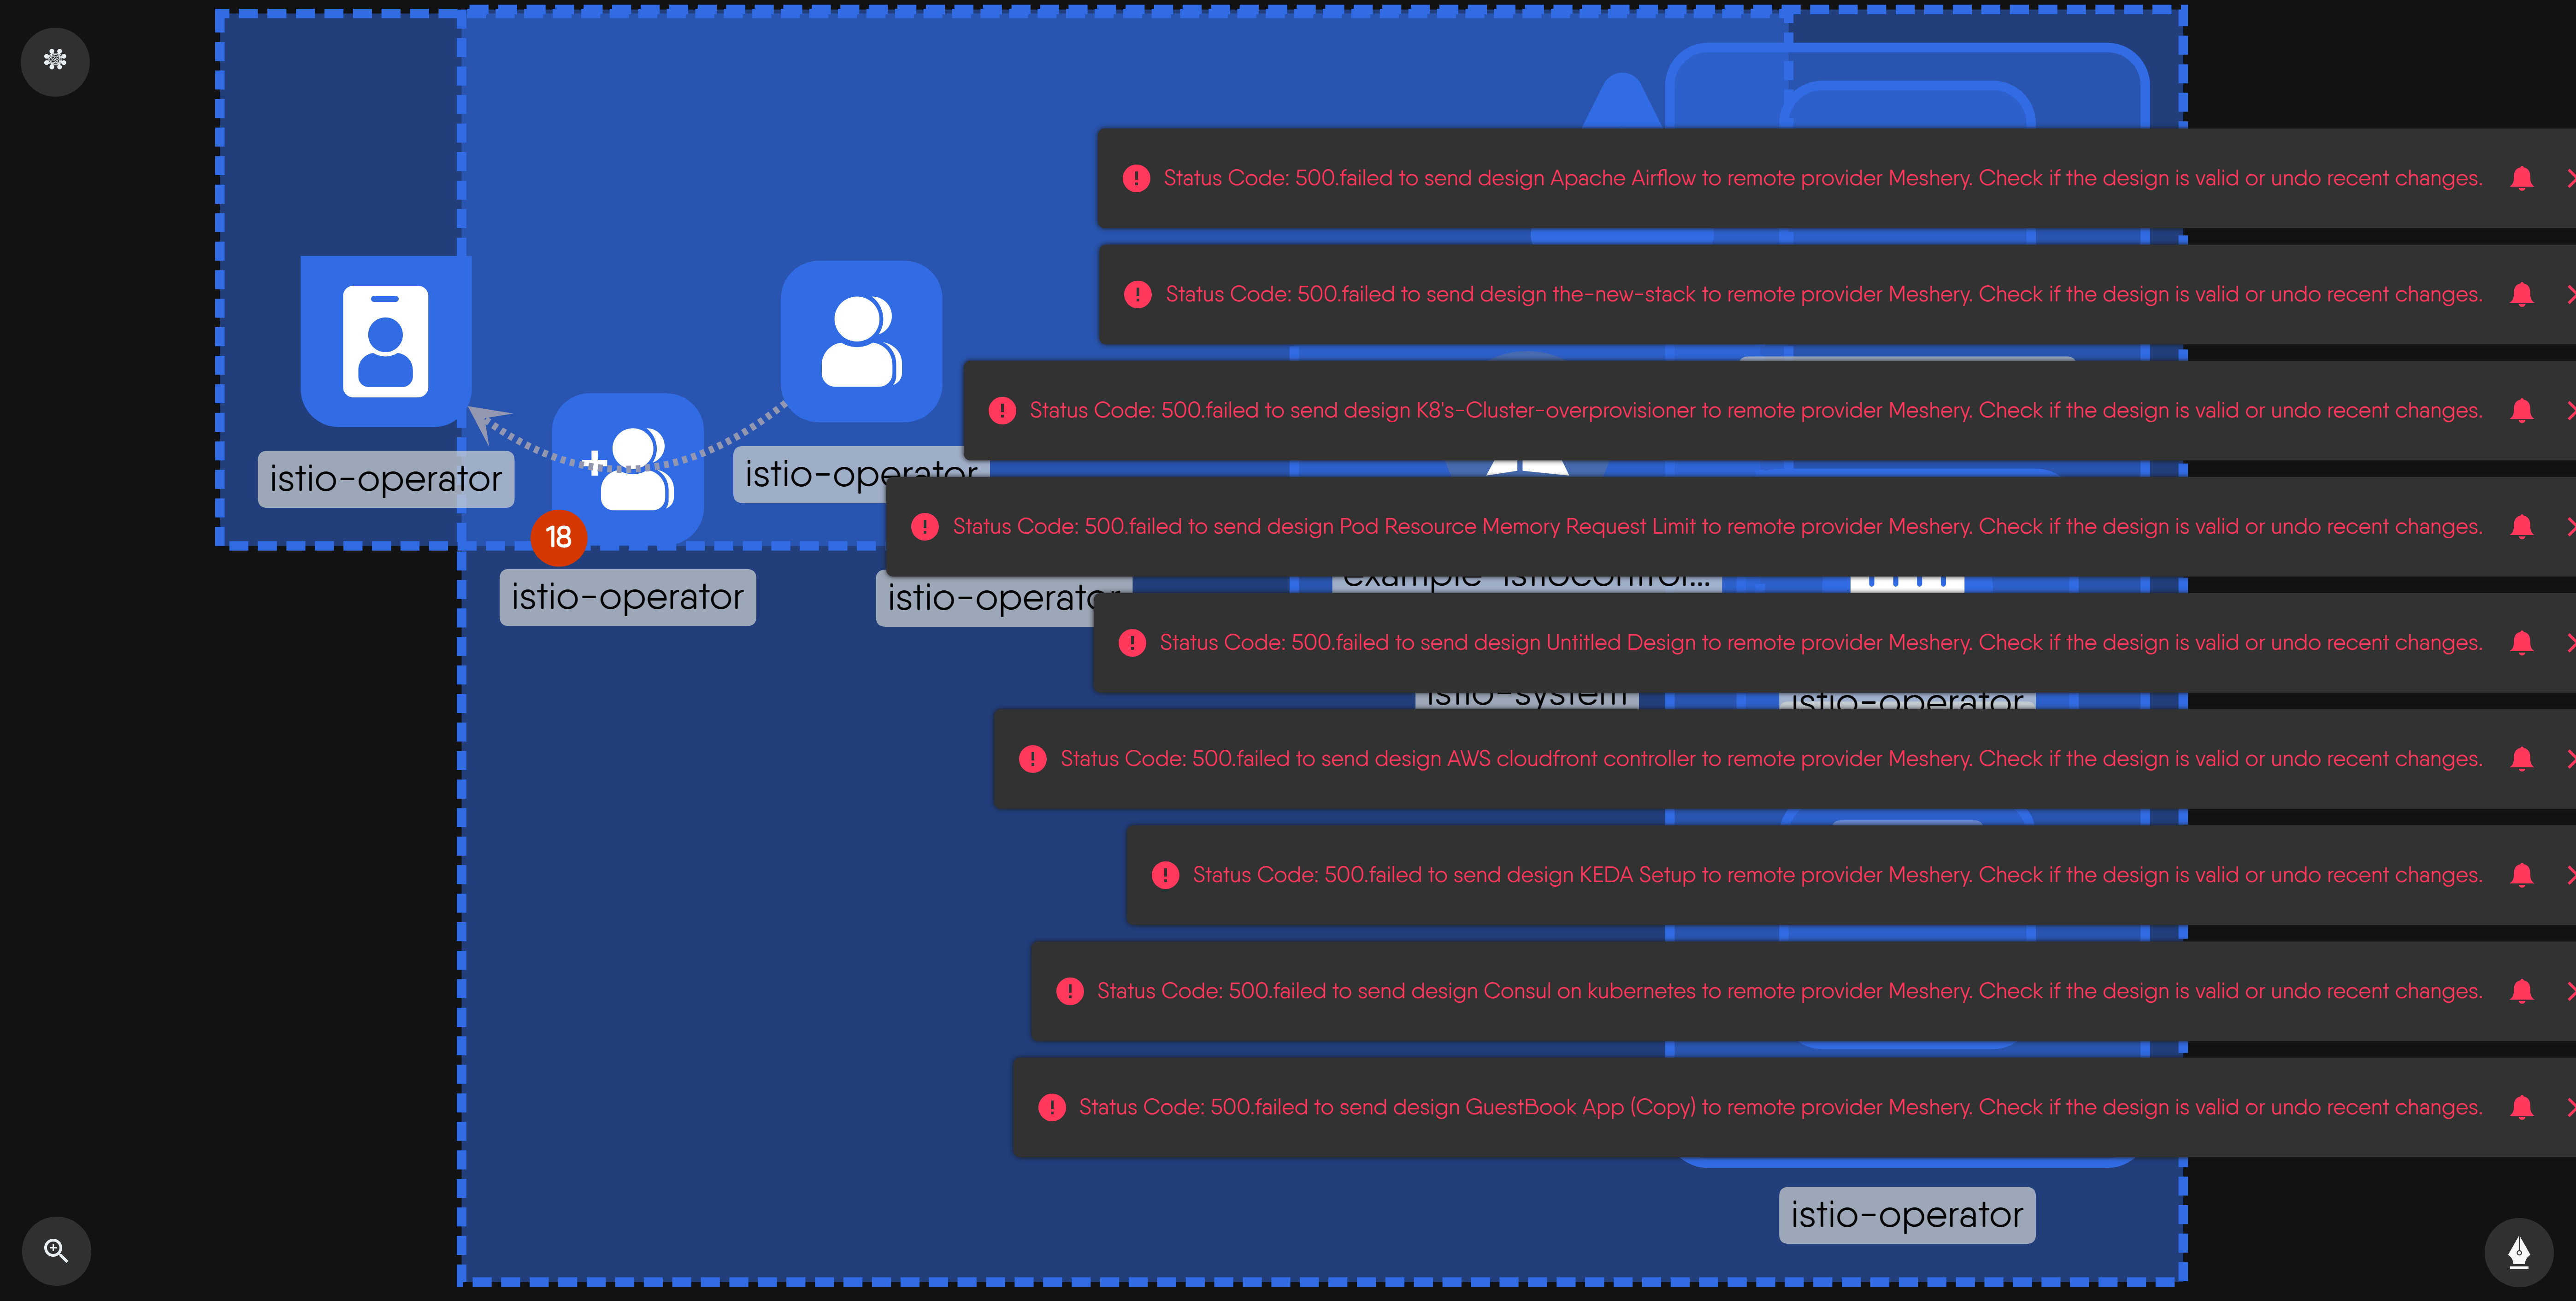 Status Code: 500.failed to send design Apache Airflow to remote provider Meshery. Check if the design is valid or undo recent changes.
Status Code: 500.failed to send design the-new-stack to remote provider Meshery. Check if the design is valid or undo recent changes.
Status Code: 500.failed to send design K8's-Cluster-overprovisioner to remote provider Meshery. Check if the design is valid or undo recent changes.
istio-operator
istio-operator
Status Code: 500.failed to send design Pod Resource Memory Request Limit to remote provider Meshery. Check if the design is valid or undo recent changes.
18
example-istiocontrol...
istio-operator
istio-operator
Status Code: 500.failed to send design Untitled Design to remote provider Meshery. Check if the design is valid or undo recent changes.
istio-system
istio-operator
Status Code: 500.failed to send design AWS cloudfront controller to remote provider Meshery. Check if the design is valid or undo recent changes.
Status Code: 500.failed to send design KEDA Setup to remote provider Meshery. Check if the design is valid or undo recent changes.
Status Code: 500.failed to send design Consul on kubernetes to remote provider Meshery. Check if the design is valid or undo recent changes.
Status Code: 500.failed to send design GuestBook App (Copy) to remote provider Meshery. Check if the design is valid or undo recent changes.
istio-operator